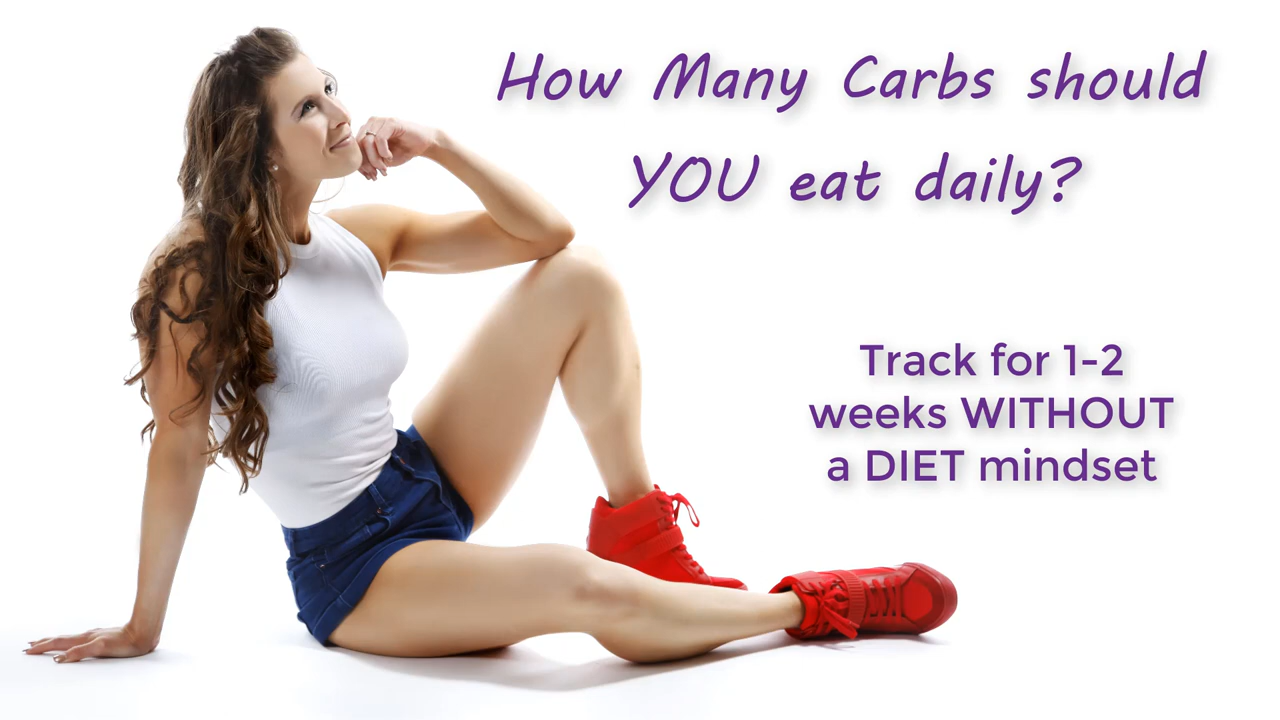 How Many Carbs should
YOU eat daily?
Track for 1-2
weeks WITHOUT
a DIET mindset